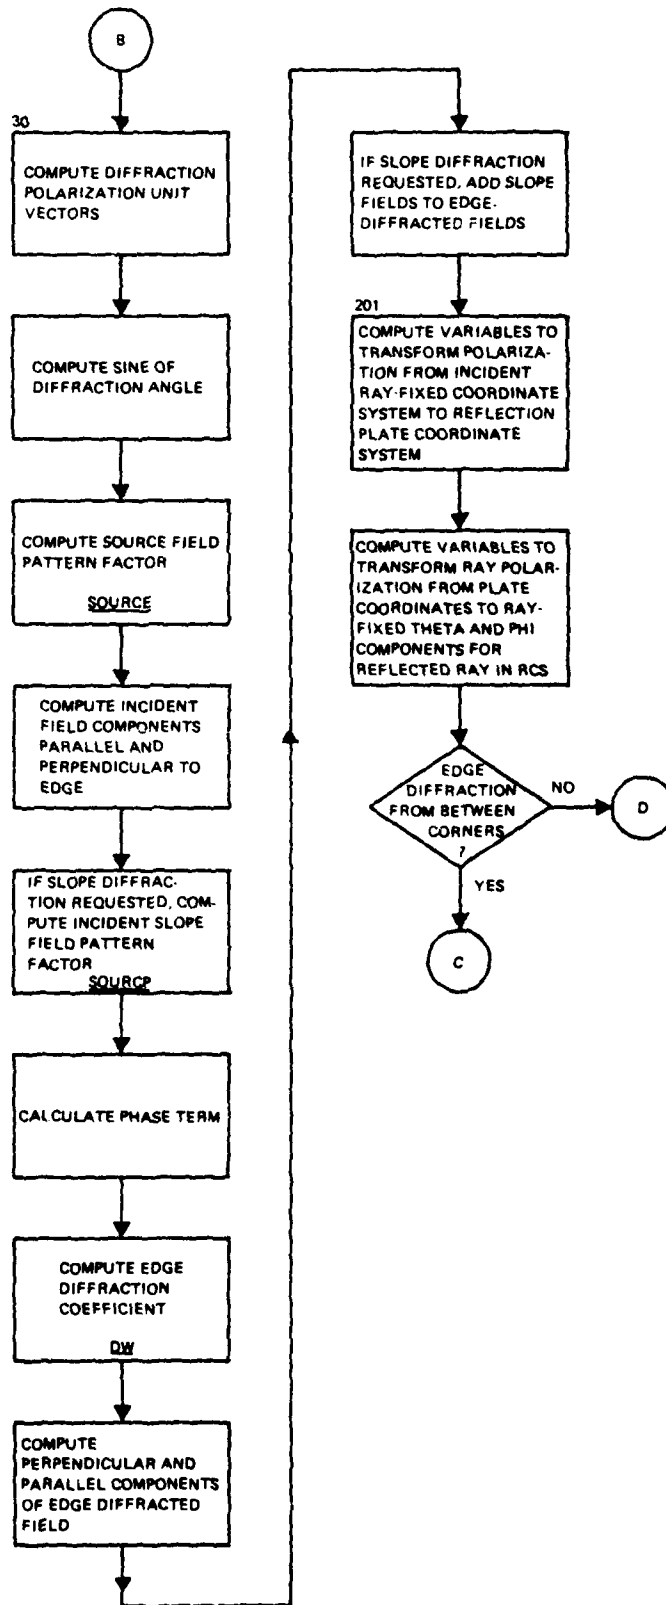 B
30
COMPUTE DIFFRACTION
POLARIZATION UNIT
VECTORS
COMPUTE SINE OF
DIFFRACTION ANGLE
COMPUTE SOURCE FIELD
PATTERN FACTOR
SOURCE
COMPUTE INCIDENT
FIELD COMPONENTS
PARALLEL AND
PERPENDICULAR TO
EDGE
IF SLOPE DIFFRAC-
TION REQUESTED, COM-
PUTE INCIDENT SLOPE
FIELD PATTERN
FACTOR
SOURCP
CALCULATE PHASE TERM
COMPUTE EDGE
DIFFRACTION
COEFFICIENT
DW
COMPUTE
PERPENDICULAR AND
PARALLEL COMPONENTS
OF EDGE DIFFRACTED
FIELD
IF SLOPE DIFFRACTION
REQUESTED, ADD SLOPE
FIELDS TO EDGE-
DIFFRACTED FIELDS
201
COMPUTE VARIABLES TO
TRANSFORM POLARIZA-
TION FROM INCIDENT
RAY-FIXED COORDINATE
SYSTEM TO REFLECTION
PLATE COORDINATE
SYSTEM
COMPUTE VARIABLES TO
TRANSFORM RAY POLAR-
IZATION FROM PLATE
COORDINATES TO RAY-
FIXED THETA AND PHI
COMPONENTS FOR
REFLECTED RAY IN RCS
EDGE
DIFFRACTION
FROM BETWEEN
CORNERS
?
NO
D
YES
C